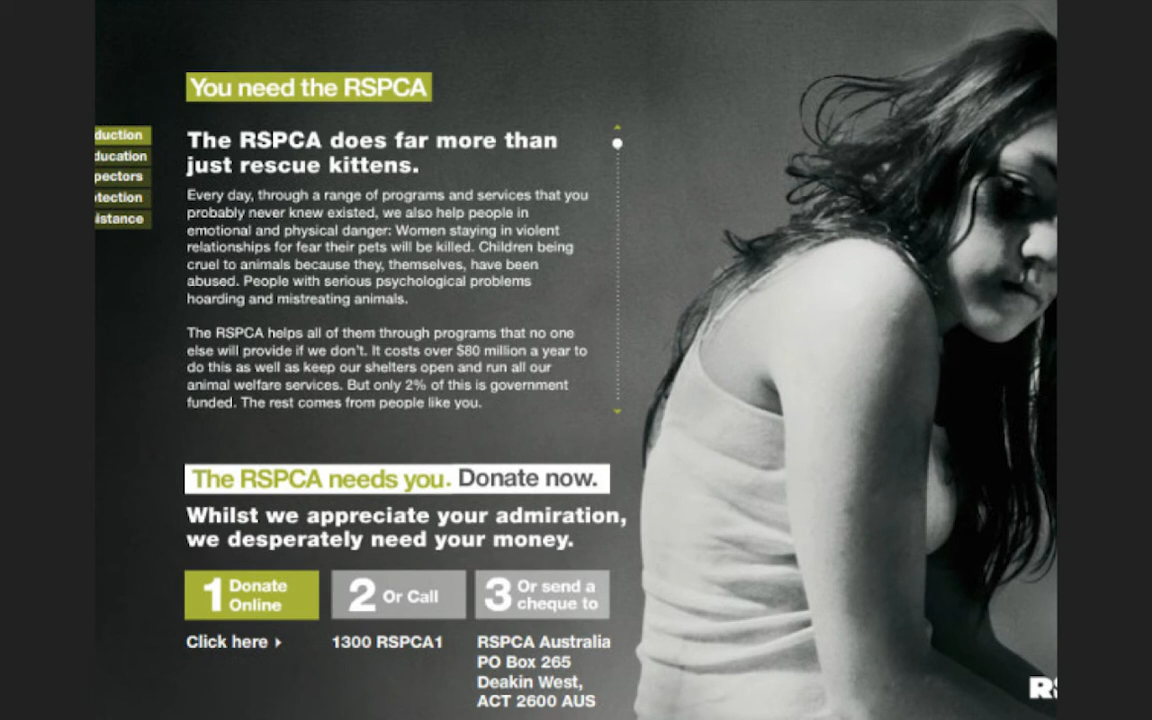 You need the RSPCA
duction
ducation
pectors
tection
istance
The RSPCA does far more than
just rescue kittens.
Every day, through a range of programs and services that you
probably never knew existed, we also help people in
emotional and physical danger: Women staying in violent
relationships for fear their pets will be killed. Children being
cruel to animals because they, themselves, have been
abused. People with serious psychological problems
hoarding and mistreating animals.
The RSPCA helps all of them through programs that no one
else will provide if we don't. It costs over $80 million a year to
do this as well as keep our shelters open and run all our
animal welfare services. But only 2% of this is government
funded. The rest comes from people like you.
The RSPCA needs you. Donate now.
Whilst we appreciate your admiration,
we desperately need your money.
1 Donate
Online
Click here
2 Or Call
1300 RSPCA1
3 Or send a
cheque to
RSPCA Australia
PO Box 265
Deakin West,
ACT 2600 AUS
RS